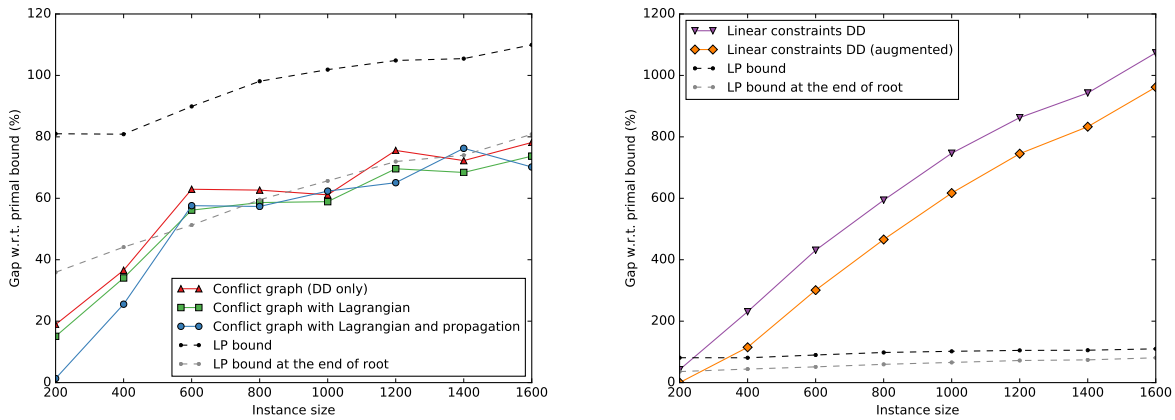 120
100
80
60
40
20
0
Gap w.r.t. primal bound (%)
Conflict graph (DD only)
Conflict graph with Lagrangian
Conflict graph with Lagrangian and propagation
LP bound
LP bound at the end of root
200 400 600 800 1000 1200 1400 1600
Instance size
1200
1000
800
600
400
200
0
Gap w.r.t. primal bound (%)
Linear constraints DD
Linear constraints DD (augmented)
LP bound
LP bound at the end of root
200 400 600 800 1000 1200 1400 1600
Instance size